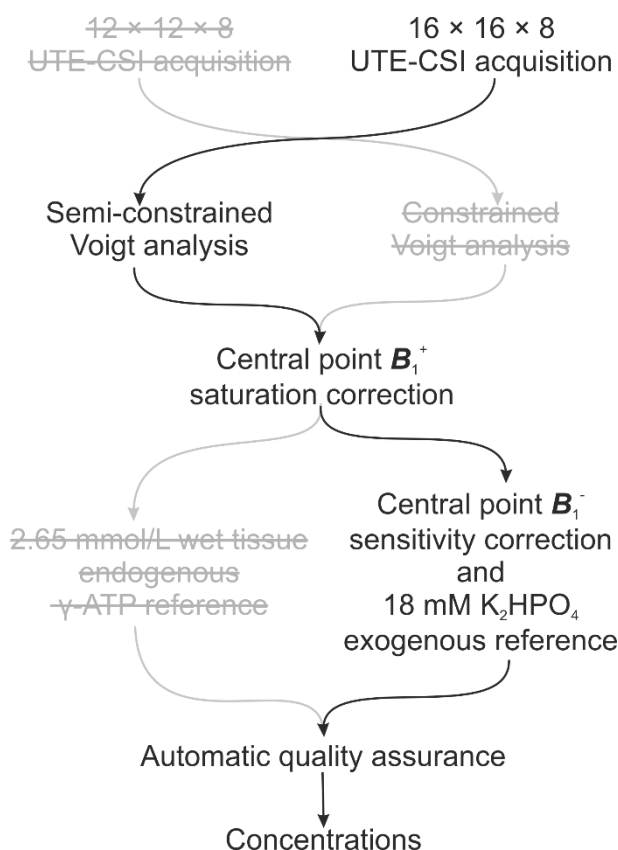 12 × 12 × 8
UTE-CSI acquisition
16 × 16 × 8
UTE-CSI acquisition
Semi-constrained
Voigt analysis
Constrained
Voigt analysis
Central point B₁⁺
saturation correction
2.65 mmol/L wet tissue
endogenous
γ-ATP reference
Central point B₁⁻
sensitivity correction
and
18 mM K₂HPO₄
exogenous reference
Automatic quality assurance
Concentrations